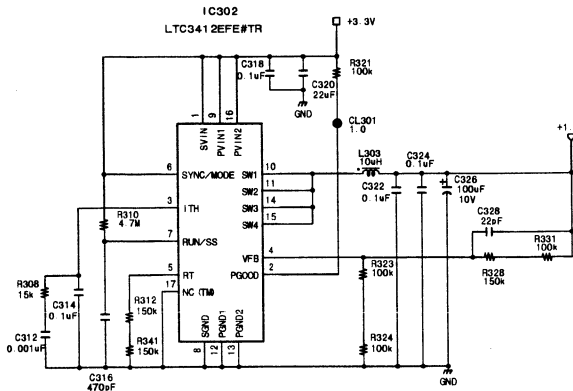 IC302
LTC3412EFE#TR
+3.3V
C318
0.1uF
C320
22uF
GND
R321
100k
CL301
1.0
+1.
1
9
16
SVIN
PVIN1
PVIN2
6
SYNC/MODE
SW1
10
L303
10uH
C324
0.1uF
SW2
11
C322
0.1uF
C326
100uF
10V
3
ITH
SW3
14
SW4
15
C328
22pF
R310
4.7M
7
RUN/SS
VFB
4
R331
100k
R323
100k
R328
150k
5
RT
PGOOD
2
17
NC(TM)
R308
15k
C314
0.1uF
R312
150k
C312
0.001uF
R341
150k
R324
100k
SGND
PGND1
PGND2
8
12
13
C316
470pF
GND